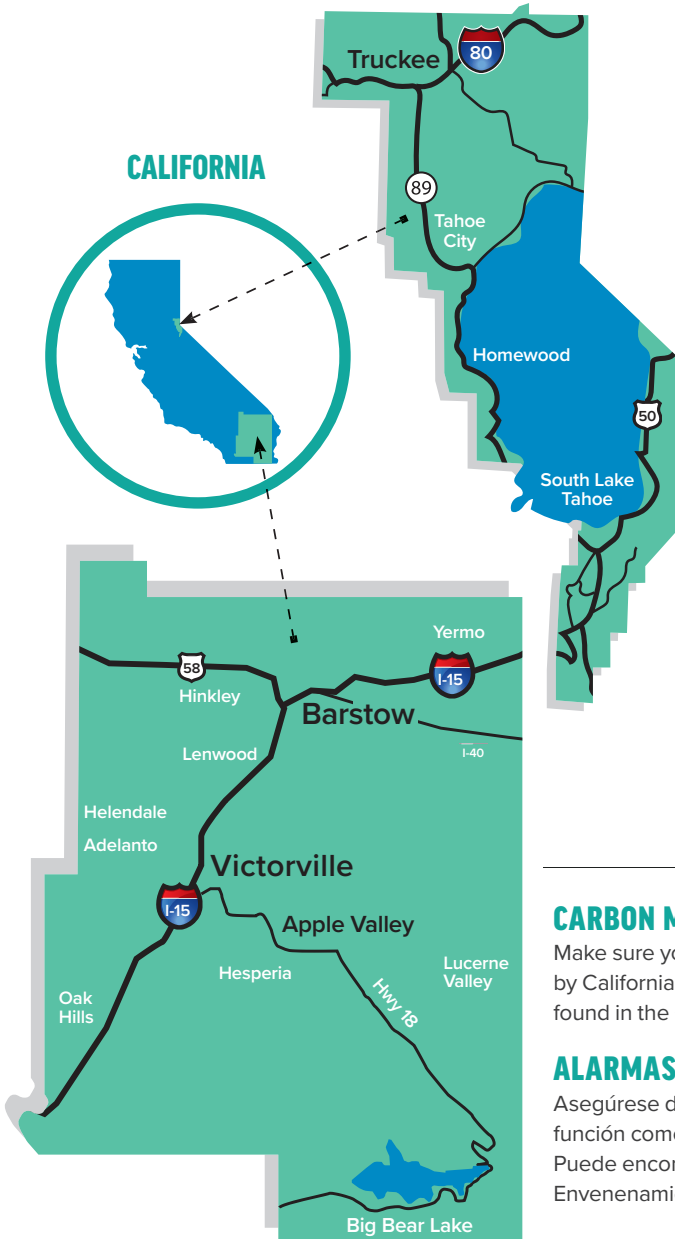 Truckee
80
CALIFORNIA
89
Tahoe
City
Homewood
50
South Lake
Tahoe
Yermo
58
I-15
Hinkley
Barstow
I-40
Lenwood
Helendale
Adelanto
Victorville
I-15
Apple Valley
Hesperia
Lucerne
Valley
Oak
Hills
Hwy 18
Big Bear Lake
CARBON M
Make sure yo
by California
found in the
ALARMAS
Asegúrese d
función como
Puede encon
Envenenamie